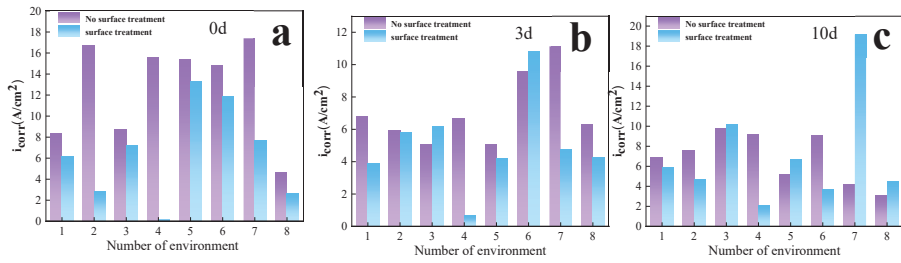 No surface treatment
surface treatment
0d
a
i_corr(A/cm²)
20
18
16
14
12
10
8
6
4
2
0
1 2 3 4 5 6 7 8
Number of environment
No surface treatment
surface treatment
3d
b
i_corr(A/cm²)
12
10
8
6
4
2
0
1 2 3 4 5 6 7 8
Number of environment
No surface treatment
surface treatment
10d
c
i_corr(A/cm²)
20
18
16
14
12
10
8
6
4
2
0
1 2 3 4 5 6 7 8
Number of environment